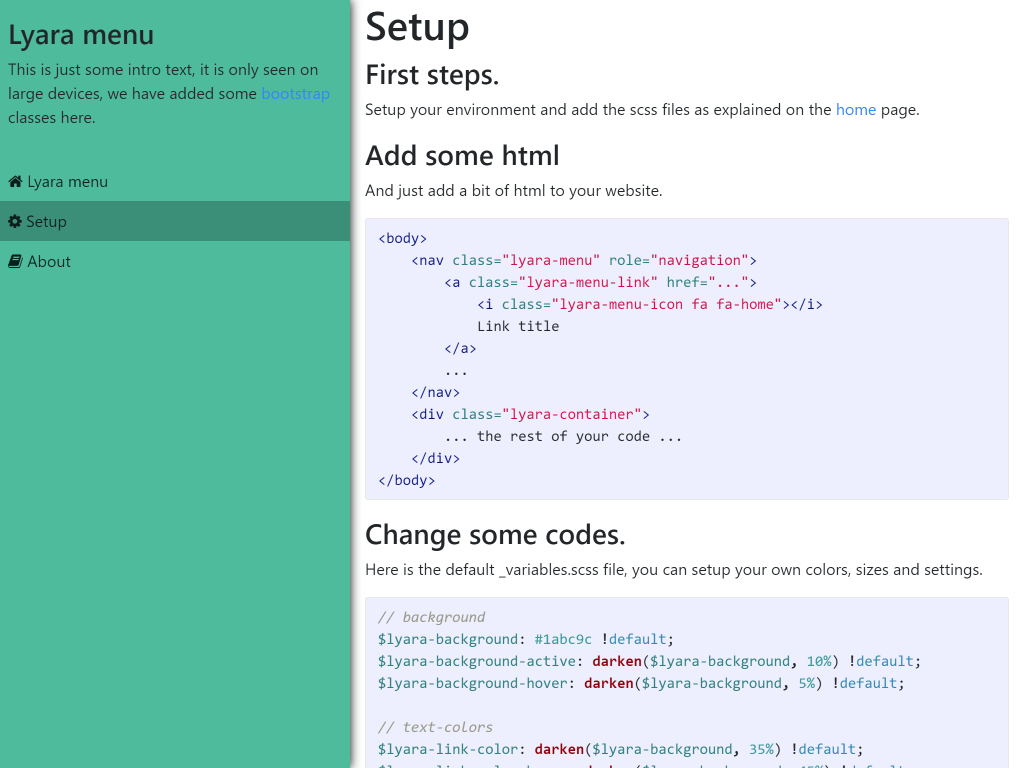 Lyara menu
This is just some intro text, it is only seen on
large devices, we have added some bootstrap
classes here.
Lyara menu
Setup
About
Setup
First steps.
Setup your environment and add the scss files as explained on the home page.
Add some html
And just add a bit of html to your website.
<body>
    <nav class="lyara-menu" role="navigation">
        <a class="lyara-menu-link" href="...">
            <i class="lyara-menu-icon fa fa-home"></i>
            Link title
        </a>
        ...
    </nav>
    <div class="lyara-container">
        ... the rest of your code ...
    </div>
</body>
Change some codes.
Here is the default _variables.scss file, you can setup your own colors, sizes and settings.
// background
$lyara-background: #1abc9c !default;
$lyara-background-active: darken($lyara-background, 10%) !default;
$lyara-background-hover: darken($lyara-background, 5%) !default;
// text-colors
$lyara-link-color: darken($lyara-background, 35%) !default;